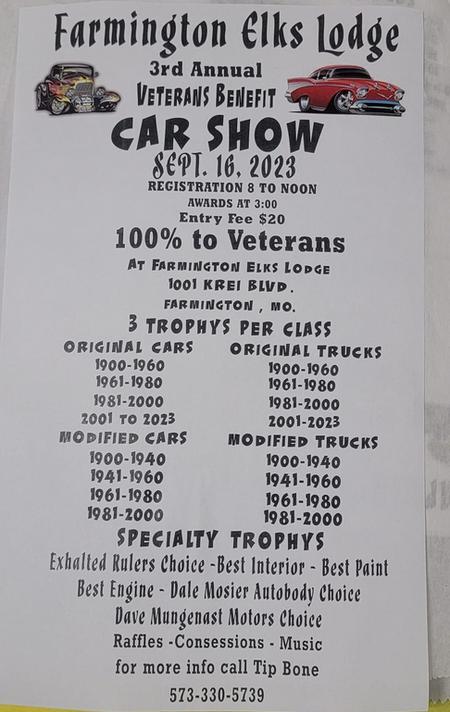 Farmington Elks Lodge
3rd Annual
VETERANS BENEFIT
CAR SHOW
SEPT. 16, 2023
REGISTRATION 8 TO NOON
AWARDS AT 3:00
Entry Fee $20
100% to Veterans
AT FARMINGTON ELKS LODGE
1001 KREI BLVD.
FARMINGTON , MO.
3 TROPHYS PER CLASS
ORIGINAL CARS ORIGINAL TRUCKS
1900-1960 1900-1960
1961-1980 1961-1980
1981-2000 1981-2000
2001 TO 2023 2001-2023
MODIFIED CARS MODIFIED TRUCKS
1900-1940 1900-1940
1941-1960 1941-1960
1961-1980 1961-1980
1981-2000 1981-2000
SPECIALTY TROPHYS
Exhalted Rulers Choice -Best Interior - Best Paint
Best Engine - Dale Mosier Autobody Choice
Dave Mungenast Motors Choice
Raffles -Consessions - Music
for more info call Tip Bone
573-330-5739